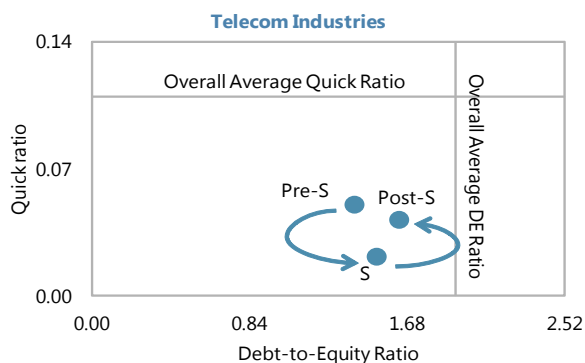 Telecom Industries
0.14
Overall Average Quick Ratio
Overall Average DE Ratio
Quick ratio
0.07
Pre-S
Post-S
S
0.00
0.00 0.84 1.68 2.52
Debt-to-Equity Ratio